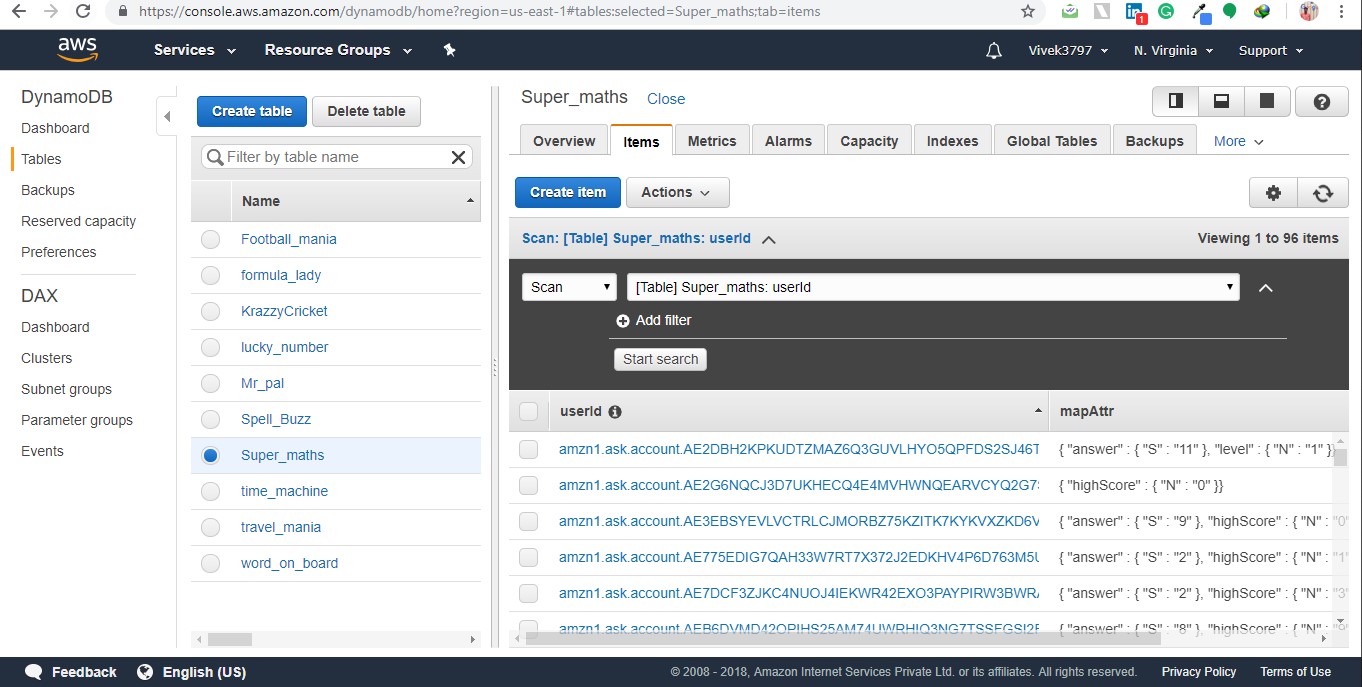 https://console.aws.amazon.com/dynamodb/home?region=us-east-1#tables:selected=Super_maths;tab=items
1
aws Services Resource Groups Vivek3797 N. Virginia Support
DynamoDB
Dashboard
Tables
Backups
Reserved capacity
Preferences
DAX
Dashboard
Clusters
Subnet groups
Parameter groups
Events
Create table Delete table
Filter by table name
Name
Football_mania
formula_lady
KrazzyCricket
lucky_number
Mr_pal
Spell_Buzz
Super_maths
time_machine
travel_mania
word_on_board
Super_maths Close
Overview Items Metrics Alarms Capacity Indexes Global Tables Backups More
Create item Actions
Scan: [Table] Super_maths: userId Viewing 1 to 96 items
Scan [Table] Super_maths: userId
Add filter
Start search
userId mapAttr
amzn1.ask.account.AE2DBH2KPKUDTZMAZ6Q3GUVLHYO5QPFDS2SJ46T { "answer" : { "S" : "11" }, "level" : { "N" : "1" }}
amzn1.ask.account.AE2G6NQCJ3D7UKHECQ4E4MVHWNQEARVCYQ2G7 { "highScore" : { "N" : "0" }}
amzn1.ask.account.AE3EBSYEVLVCTRLCJMORBZ75KZITK7KYKVXZKD6V { "answer" : { "S" : "9" }, "highScore" : { "N" : "0"
amzn1.ask.account.AE775EDIG7QAH33W7RT7X372J2EDKHV4P6D763M5U { "answer" : { "S" : "2" }, "highScore" : { "N" : "1"
amzn1.ask.account.AE7DCF3ZJKC4NUOJ4IEKWR42EXO3PAYPIRW3BWRA { "answer" : { "S" : "2" }, "highScore" : { "N" : "3"
{ "answer" : { "S" : "8" }, "highScore" : { "N" : "9"
Feedback English (US) © 2008 - 2018, Amazon Internet Services Private Ltd. or its affiliates. All rights reserved. Privacy Policy Terms of Use